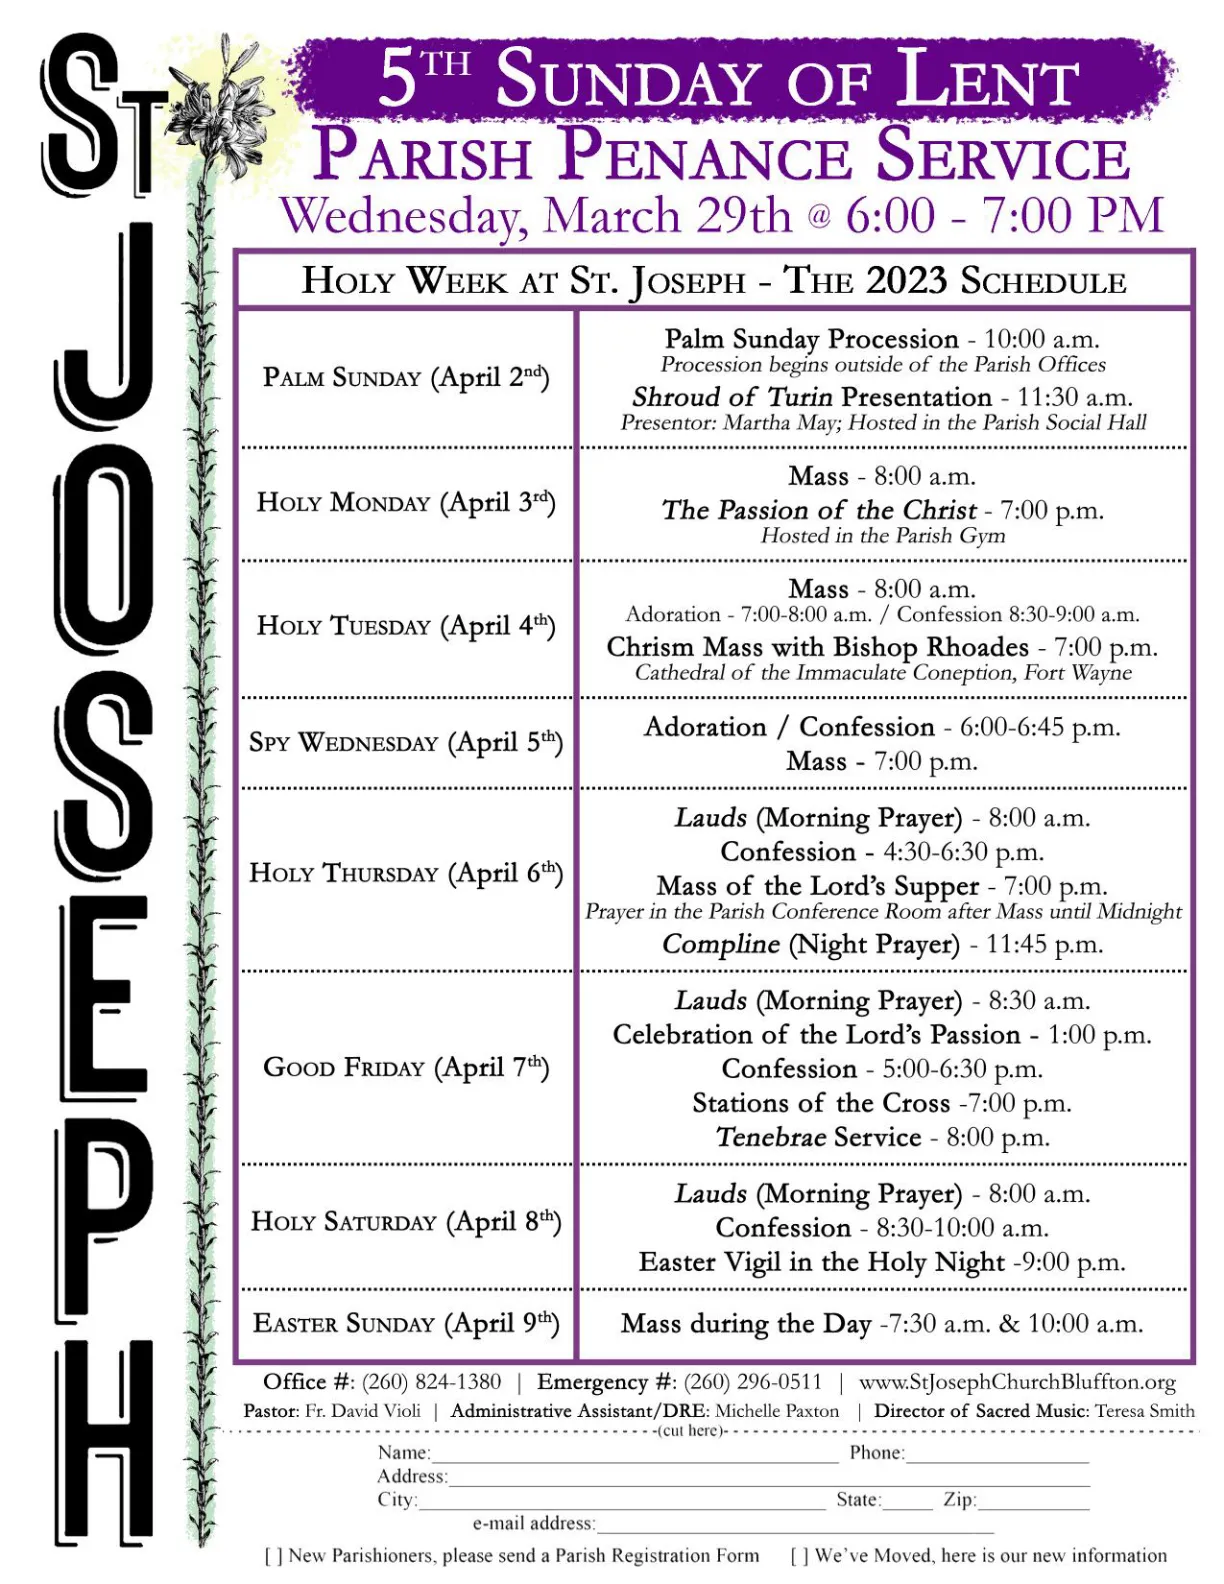 ST JOSEPH
5TH SUNDAY OF LENT
PARISH PENANCE SERVICE
Wednesday, March 29th @ 6:00 - 7:00 PM
HOLY WEEK AT ST. JOSEPH - THE 2023 SCHEDULE
PALM SUNDAY (April 2nd)
Palm Sunday Procession - 10:00 a.m.
Procession begins outside of the Parish Offices
Shroud of Turin Presentation - 11:30 a.m.
Presentor: Martha May; Hosted in the Parish Social Hall
HOLY MONDAY (April 3rd)
Mass - 8:00 a.m.
The Passion of the Christ - 7:00 p.m.
Hosted in the Parish Gym
HOLY TUESDAY (April 4th)
Mass - 8:00 a.m.
Adoration - 7:00-8:00 a.m. / Confession 8:30-9:00 a.m.
Chrism Mass with Bishop Rhoades - 7:00 p.m.
Cathedral of the Immaculate Coneption, Fort Wayne
SPY WEDNESDAY (April 5th)
Adoration / Confession - 6:00-6:45 p.m.
Mass - 7:00 p.m.
HOLY THURSDAY (April 6th)
Lauds (Morning Prayer) - 8:00 a.m.
Confession - 4:30-6:30 p.m.
Mass of the Lord's Supper - 7:00 p.m.
Prayer in the Parish Conference Room after Mass until Midnight
Compline (Night Prayer) - 11:45 p.m.
GOOD FRIDAY (April 7th)
Lauds (Morning Prayer) - 8:30 a.m.
Celebration of the Lord's Passion - 1:00 p.m.
Confession - 5:00-6:30 p.m.
Stations of the Cross -7:00 p.m.
Tenebrae Service - 8:00 p.m.
HOLY SATURDAY (April 8th)
Lauds (Morning Prayer) - 8:00 a.m.
Confession - 8:30-10:00 a.m.
Easter Vigil in the Holy Night -9:00 p.m.
EASTER SUNDAY (April 9th)
Mass during the Day -7:30 a.m. & 10:00 a.m.
Office #: (260) 824-1380 | Emergency #: (260) 296-0511 | www.StJosephChurchBluffton.org
Pastor: Fr. David Violi | Administrative Assistant/DRE: Michelle Paxton | Director of Sacred Music: Teresa Smith
(cut here)
Name: Phone:
Address:
City: State: Zip:
e-mail address:
[ ] New Parishioners, please send a Parish Registration Form [ ] We've Moved, here is our new information